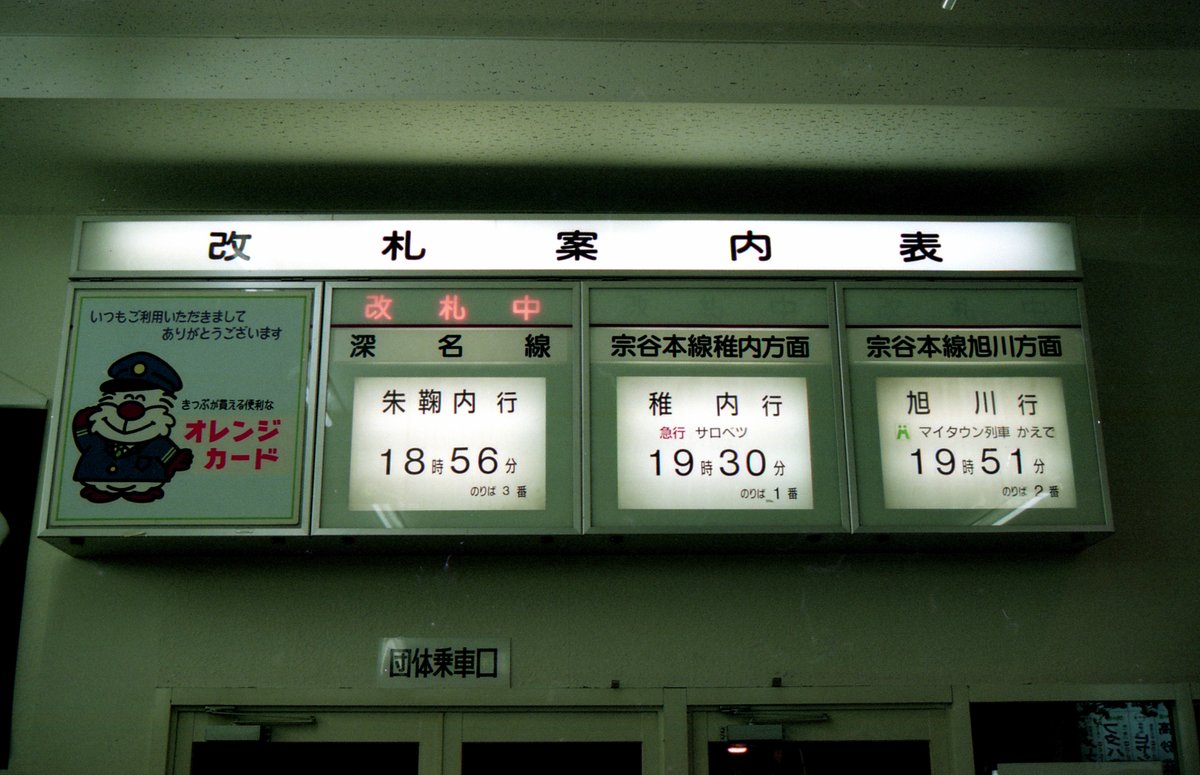 改札案内表
いつもご利用いただきまして
ありがとうございます
きっぷが買える便利な
オレンジ
カード
改札中
深名線
朱鞠内行
18時56分
のりば 3 番
宗谷本線稚内方面
稚内行
急行 サロベツ
19時30分
のりば 1 番
宗谷本線旭川方面
旭川行
マイタウン列車 かえで
19時51分
のりば 2 番
団体乗車口